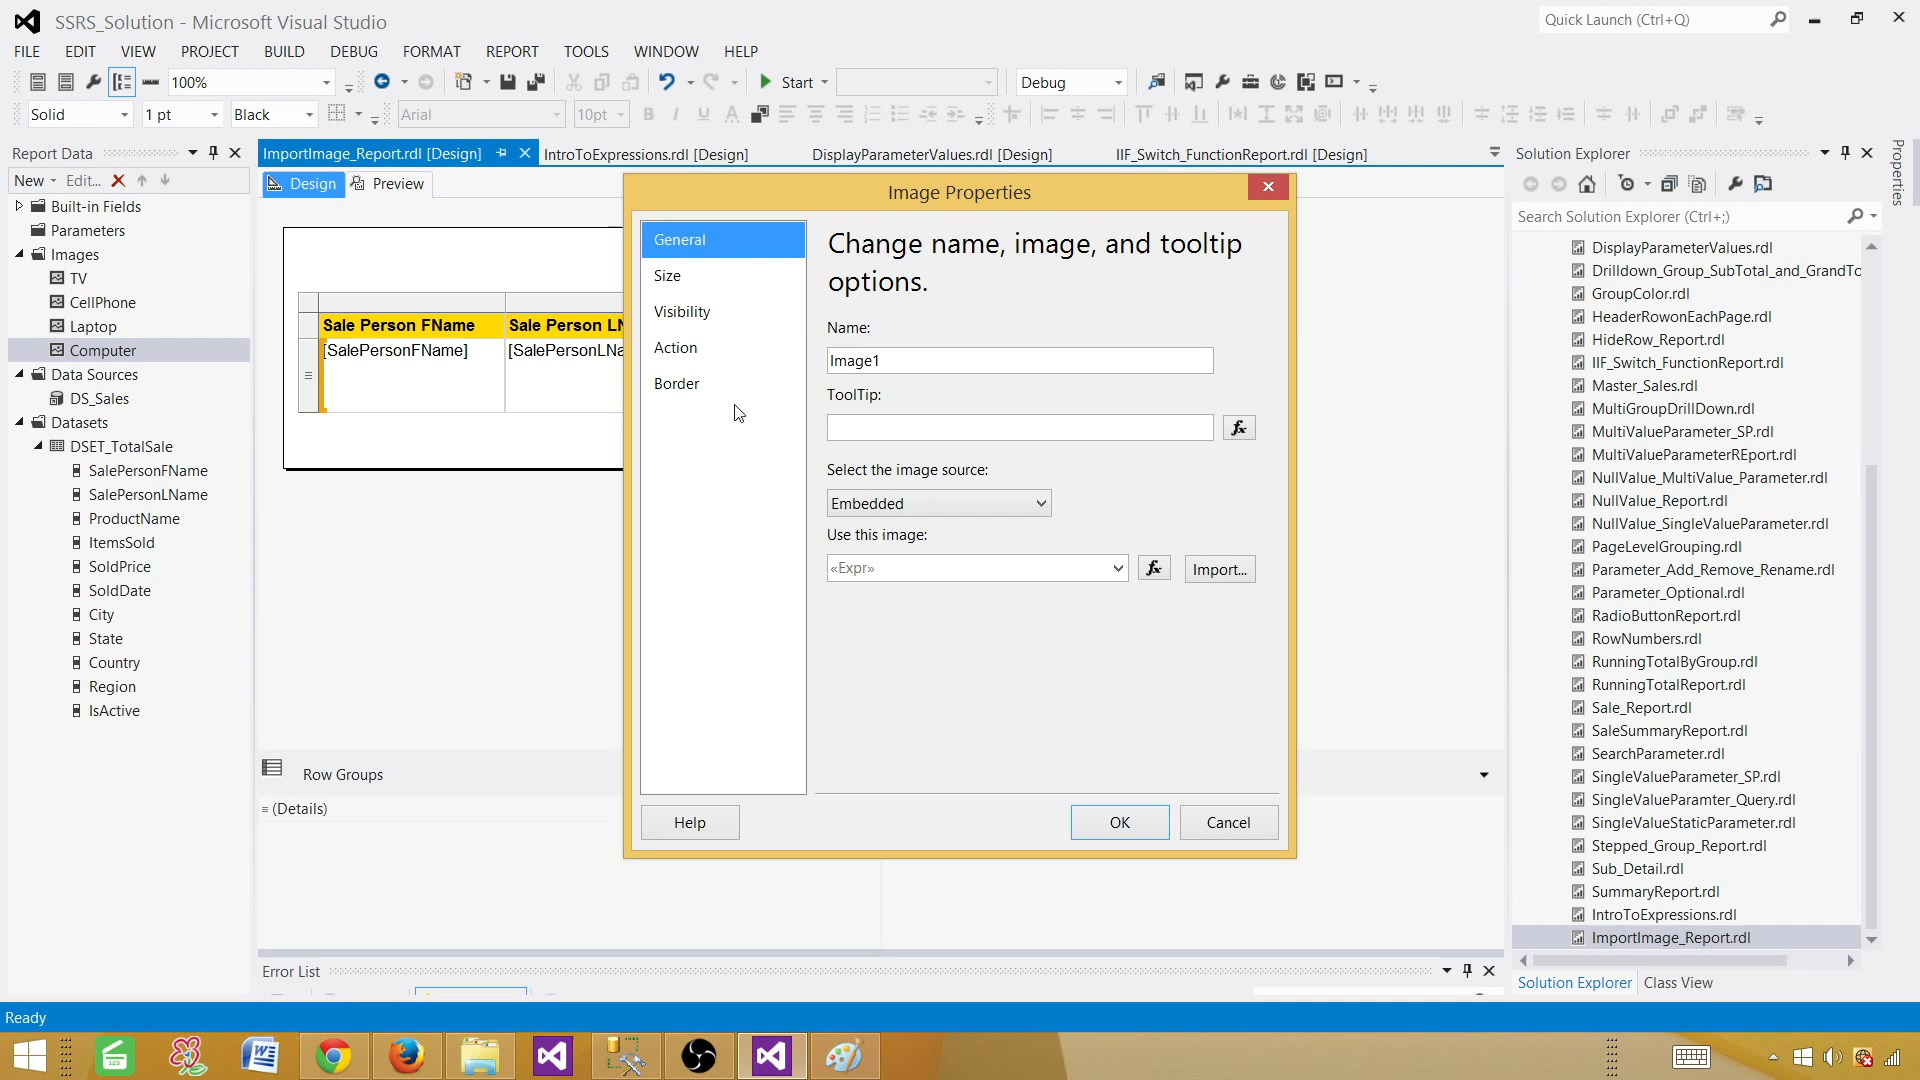 SSRS_Solution - Microsoft Visual Studio
Quick Launch (Ctrl+Q)
FILE EDIT VIEW PROJECT BUILD DEBUG FORMAT REPORT TOOLS WINDOW HELP
100% Start Debug
Solid 1 pt Black Arial 10pt B I U A
Report Data
ImportImage_Report.rdl [Design] IntroToExpressions.rdl [Design] DisplayParameterValues.rdl [Design] IIF_Switch_FunctionReport.rdl [Design]
Solution Explorer
Properties
New Edit...
Design Preview
Search Solution Explorer (Ctrl+;)
Built-in Fields
Parameters
Images
TV
CellPhone
Laptop
Computer
Data Sources
DS_Sales
Datasets
DSET_TotalSale
SalePersonFName
SalePersonLName
ProductName
ItemsSold
SoldPrice
SoldDate
City
State
Country
Region
IsActive
Sale Person FName Sale Person LN
[SalePersonFName] [SalePersonLNa
Row Groups
(Details)
Error List
Image Properties
General
Size
Visibility
Action
Border
Change name, image, and tooltip
options.
Name:
Image1
ToolTip:
fx
Select the image source:
Embedded
Use this image:
«Expr» fx Import...
Help OK Cancel
DisplayParameterValues.rdl
Drilldown_Group_SubTotal_and_GrandTo
GroupColor.rdl
HeaderRowonEachPage.rdl
HideRow_Report.rdl
IIF_Switch_FunctionReport.rdl
Master_Sales.rdl
MultiGroupDrillDown.rdl
MultiValueParameter_SP.rdl
MultiValueParameterREport.rdl
NullValue_MultiValue_Parameter.rdl
NullValue_Report.rdl
NullValue_SingleValueParameter.rdl
PageLevelGrouping.rdl
Parameter_Add_Remove_Rename.rdl
Parameter_Optional.rdl
RadioButtonReport.rdl
RowNumbers.rdl
RunningTotalByGroup.rdl
RunningTotalReport.rdl
Sale_Report.rdl
SaleSummaryReport.rdl
SearchParameter.rdl
SingleValueParameter_SP.rdl
SingleValueParamter_Query.rdl
SingleValueStaticParameter.rdl
Stepped_Group_Report.rdl
Sub_Detail.rdl
SummaryReport.rdl
IntroToExpressions.rdl
ImportImage_Report.rdl
Solution Explorer Class View
Ready